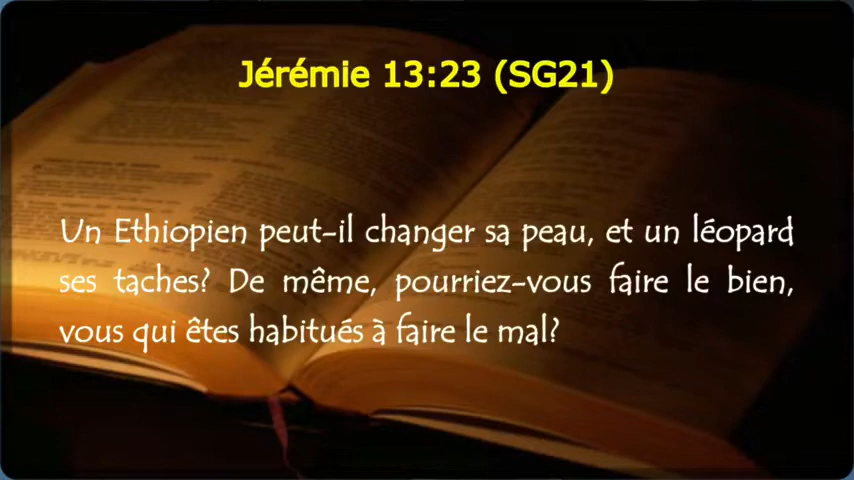 Jérémie 13:23 (SG21)
Un Ethiopien peut-il changer sa peau, et un léopard
ses taches? De même, pourriez-vous faire le bien,
vous qui êtes habitués à faire le mal?